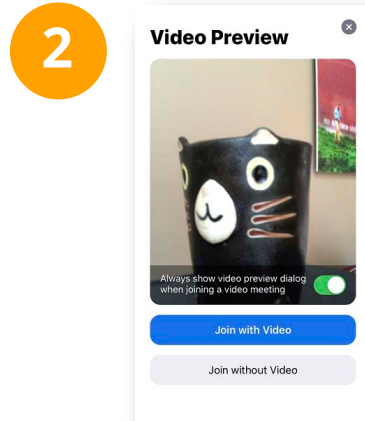 2
Video Preview
Always show video preview dialog
when joining a video meeting
Join with Video
Join without Video